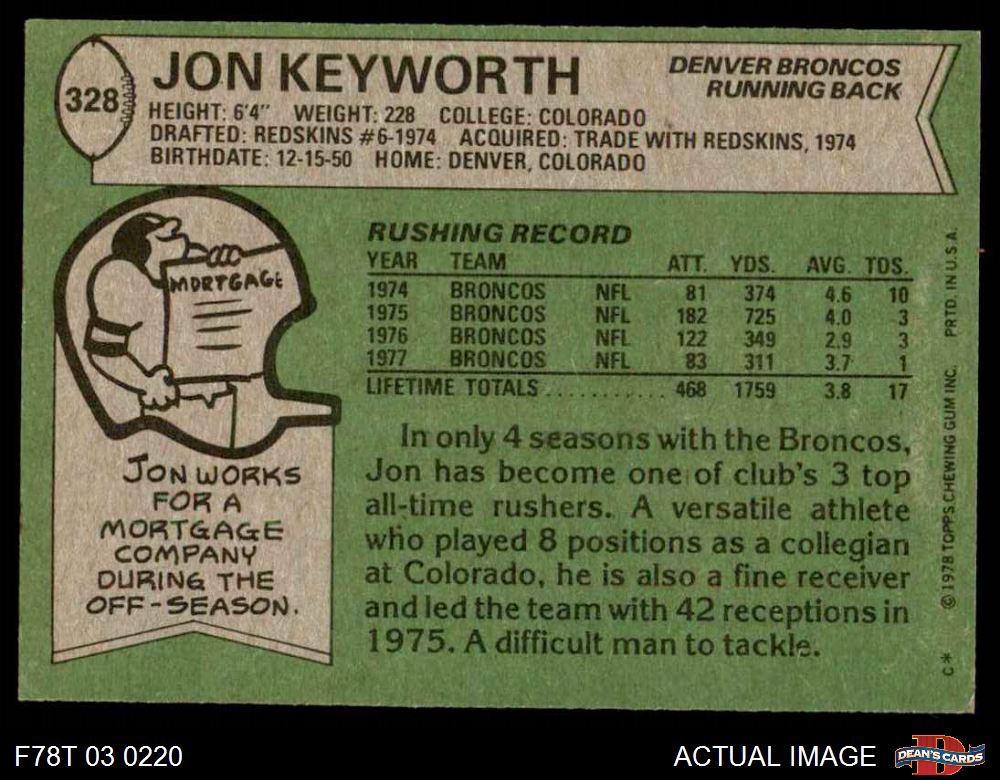 328
JON KEYWORTH
DENVER BRONCOS
RUNNING BACK
HEIGHT: 6'4" WEIGHT: 228 COLLEGE: COLORADO
DRAFTED: REDSKINS #6-1974 ACQUIRED: TRADE WITH REDSKINS, 1974
BIRTHDATE: 12-15-50 HOME: DENVER, COLORADO
MORTGAGE
JON WORKS
FOR A
MORTGAGE
COMPANY
DURING THE
OFF-SEASON.
RUSHING RECORD
YEAR TEAM ATT. YDS. AVG. TDS.
1974 BRONCOS NFL 81 374 4.6 10
1975 BRONCOS NFL 182 725 4.0 3
1976 BRONCOS NFL 122 349 2.9 3
1977 BRONCOS NFL 83 311 3.7 1
LIFETIME TOTALS ............ 468 1759 3.8 17
In only 4 seasons with the Broncos,
Jon has become one of club's 3 top
all-time rushers. A versatile athlete
who played 8 positions as a collegian
at Colorado, he is also a fine receiver
and led the team with 42 receptions in
1975. A difficult man to tackle.
C* © 1978 TOPPS CHEWING GUM INC. PRTD. IN U.S.A.
F78T 03 0220
ACTUAL IMAGE
D
DEAN'S CARDS